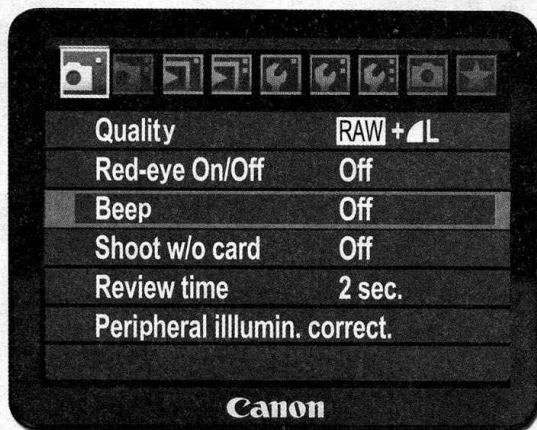 Quality RAW +L
Red-eye On/Off Off
Beep Off
Shoot w/o card Off
Review time 2 sec.
Peripheral illlumin. correct.
Canon